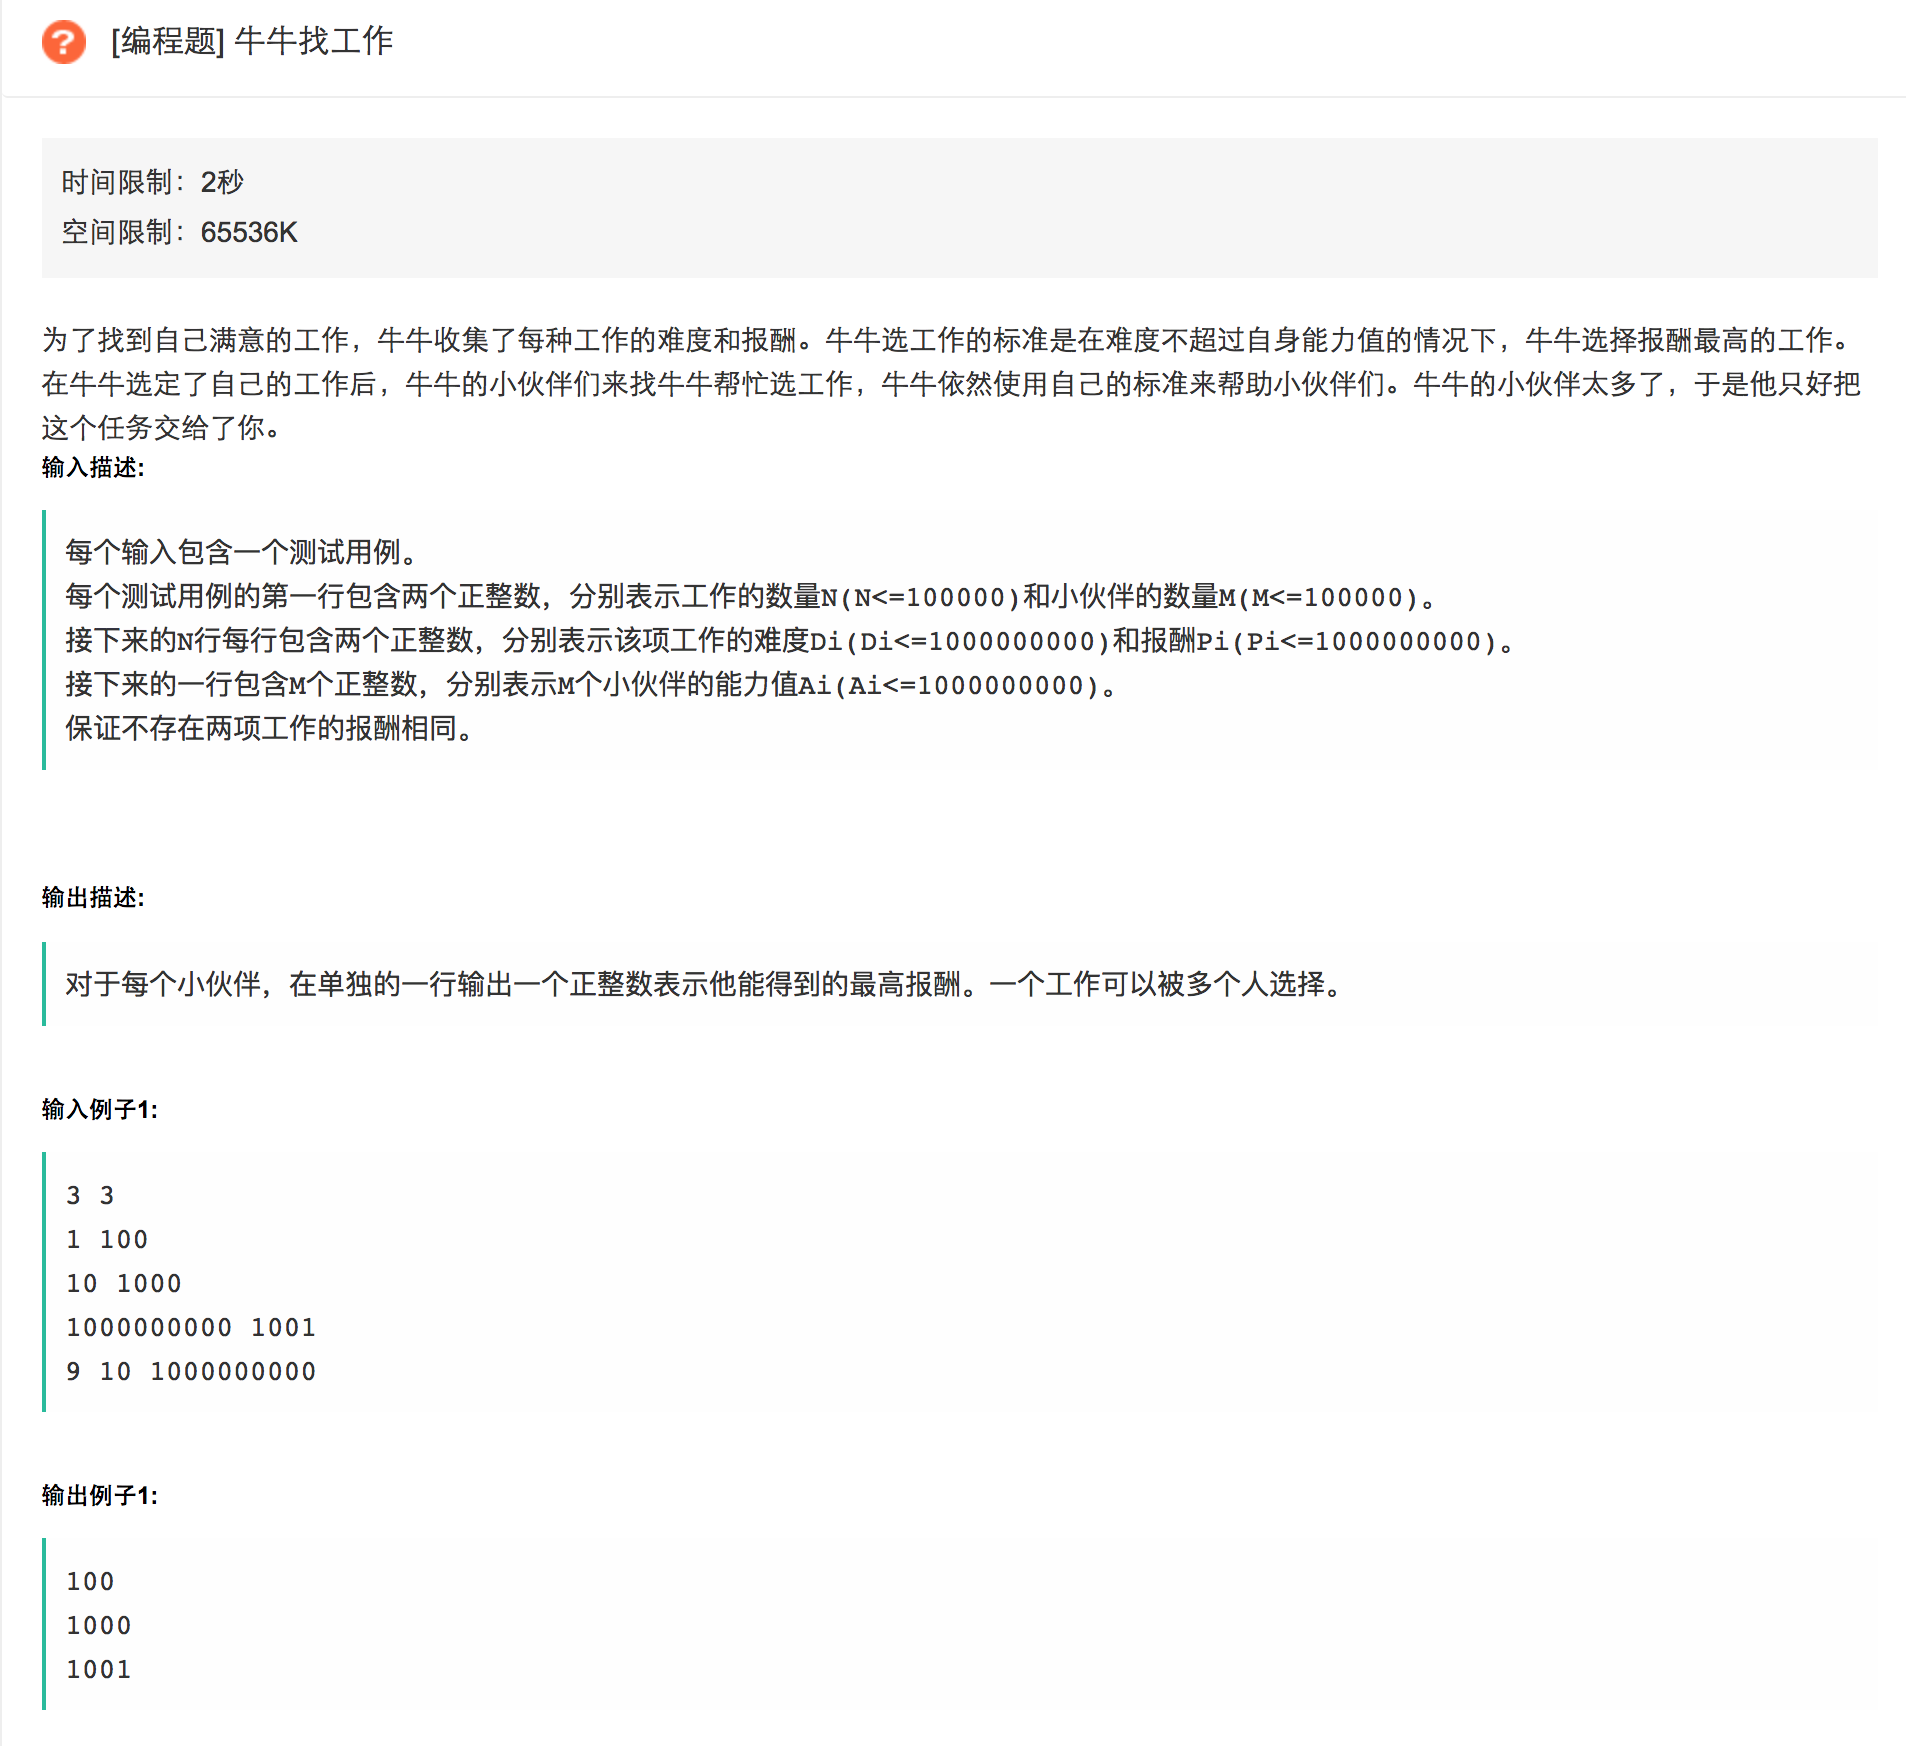 [编程题] 牛牛找工作
时间限制：2秒
空间限制：65536K
为了找到自己满意的工作，牛牛收集了每种工作的难度和报酬。牛牛选工作的标准是在难度不超过自身能力值的情况下，牛牛选择报酬最高的工作。
在牛牛选定了自己的工作后，牛牛的小伙伴们来找牛牛帮忙选工作，牛牛依然使用自己的标准来帮助小伙伴们。牛牛的小伙伴太多了，于是他只好把
这个任务交给了你。
输入描述:
每个输入包含一个测试用例。
每个测试用例的第一行包含两个正整数，分别表示工作的数量N(N<=100000)和小伙伴的数量M(M<=100000)。
接下来的N行每行包含两个正整数，分别表示该项工作的难度Di(Di<=1000000000)和报酬Pi(Pi<=1000000000)。
接下来的一行包含M个正整数，分别表示M个小伙伴的能力值Ai(Ai<=1000000000)。
保证不存在两项工作的报酬相同。
输出描述:
对于每个小伙伴，在单独的一行输出一个正整数表示他能得到的最高报酬。一个工作可以被多个人选择。
输入例子1:
3 3
1 100
10 1000
1000000000 1001
9 10 1000000000
输出例子1:
100
1000
1001